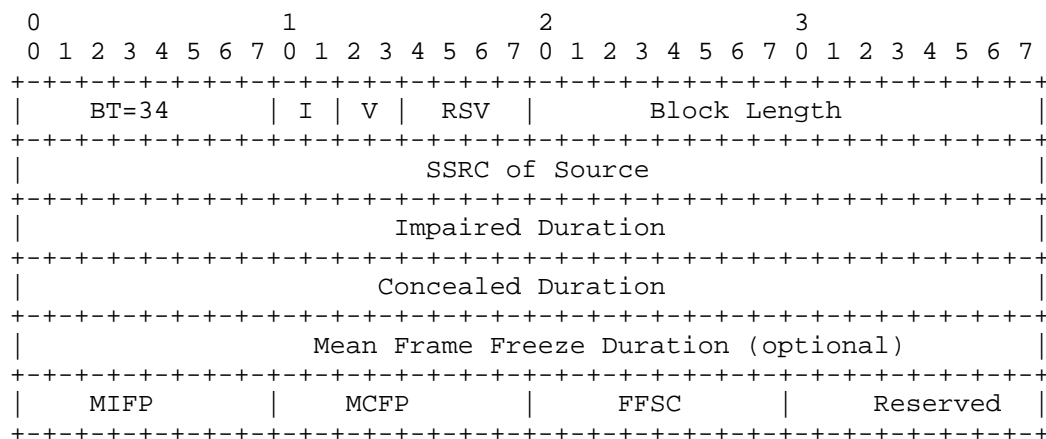 0                   1                   2                   3
 0 1 2 3 4 5 6 7 0 1 2 3 4 5 6 7 0 1 2 3 4 5 6 7 0 1 2 3 4 5 6 7
+-+-+-+-+-+-+-+-+-+-+-+-+-+-+-+-+-+-+-+-+-+-+-+-+-+-+-+-+-+-+-+-+
|    BT=34      | I | V |  RSV  |       Block Length            |
+-+-+-+-+-+-+-+-+-+-+-+-+-+-+-+-+-+-+-+-+-+-+-+-+-+-+-+-+-+-+-+-+
|                         SSRC of Source                        |
+-+-+-+-+-+-+-+-+-+-+-+-+-+-+-+-+-+-+-+-+-+-+-+-+-+-+-+-+-+-+-+-+
|                       Impaired Duration                       |
+-+-+-+-+-+-+-+-+-+-+-+-+-+-+-+-+-+-+-+-+-+-+-+-+-+-+-+-+-+-+-+-+
|                      Concealed Duration                       |
+-+-+-+-+-+-+-+-+-+-+-+-+-+-+-+-+-+-+-+-+-+-+-+-+-+-+-+-+-+-+-+-+
|                  Mean Frame Freeze Duration (optional)        |
+-+-+-+-+-+-+-+-+-+-+-+-+-+-+-+-+-+-+-+-+-+-+-+-+-+-+-+-+-+-+-+-+
|    MIFP       |    MCFP       |     FFSC      |     Reserved  |
+-+-+-+-+-+-+-+-+-+-+-+-+-+-+-+-+-+-+-+-+-+-+-+-+-+-+-+-+-+-+-+-+